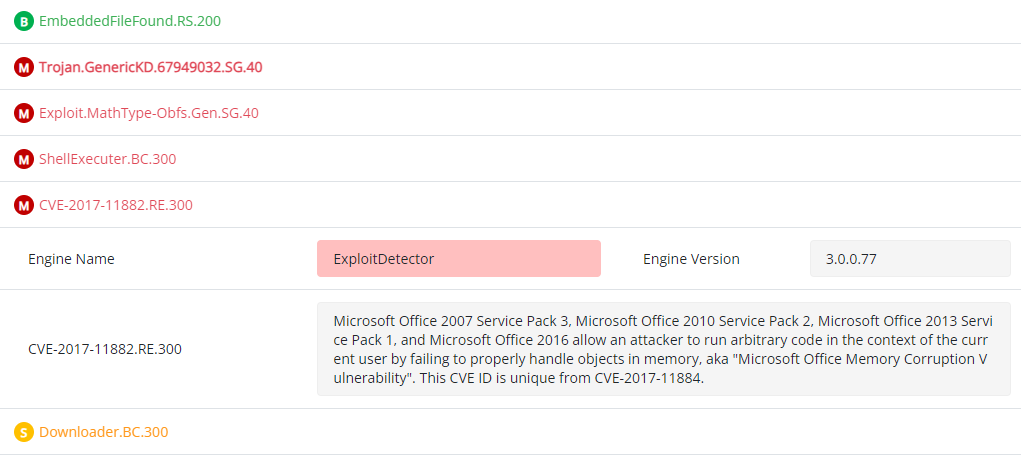 B EmbeddedFileFound.RS.200
M Trojan.GenericKD.67949032.SG.40
M Exploit.MathType-Obfs.Gen.SG.40
M ShellExecuter.BC.300
M CVE-2017-11882.RE.300
Engine Name ExploitDetector Engine Version 3.0.0.77
CVE-2017-11882.RE.300
Microsoft Office 2007 Service Pack 3, Microsoft Office 2010 Service Pack 2, Microsoft Office 2013 Servi
ce Pack 1, and Microsoft Office 2016 allow an attacker to run arbitrary code in the context of the curr
ent user by failing to properly handle objects in memory, aka "Microsoft Office Memory Corruption V
ulnerability". This CVE ID is unique from CVE-2017-11884.
S Downloader.BC.300